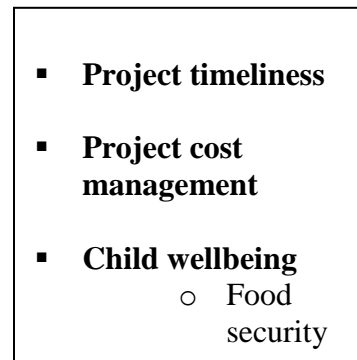 ▪ Project timeliness
▪ Project cost
management
▪ Child wellbeing
o Food
security